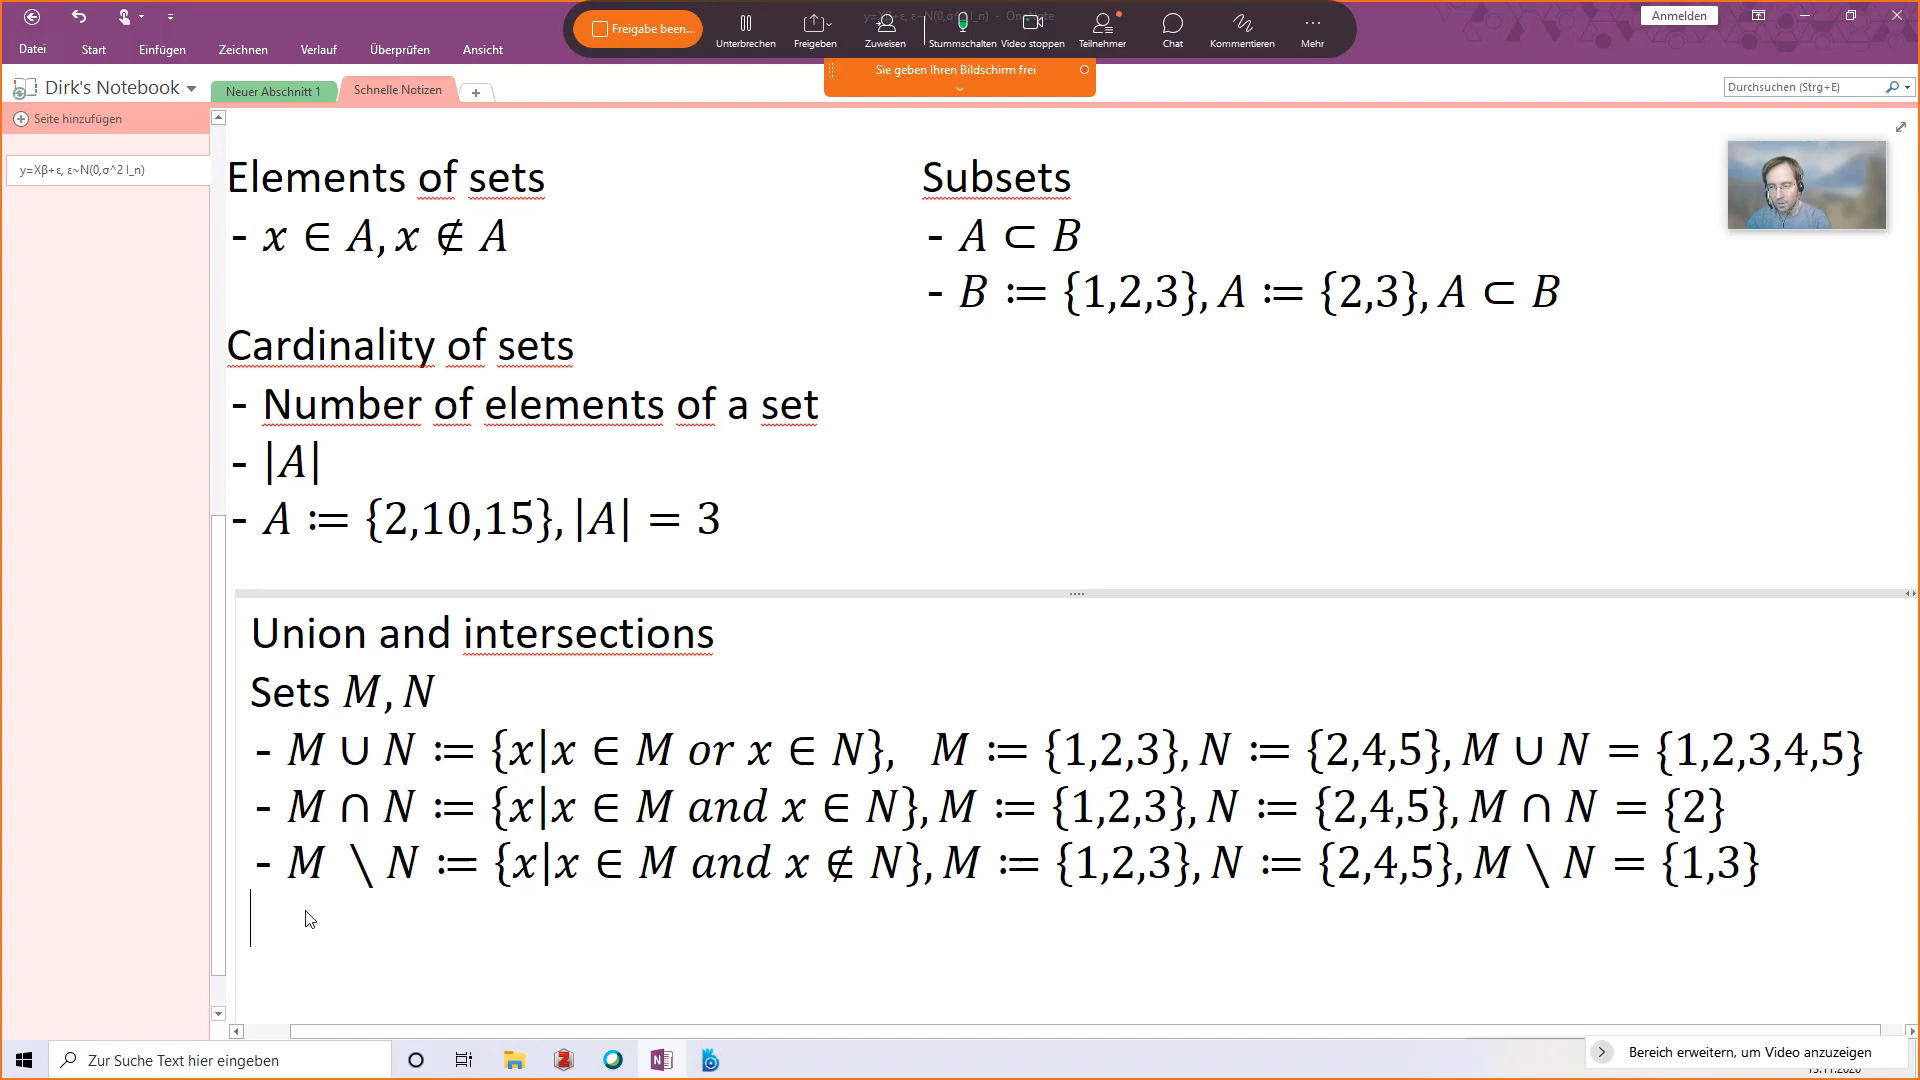 Anmelden
Datei Start Einfügen Zeichnen Verlauf Überprüfen Ansicht
Freigabe been... Unterbrechen Freigeben Zuweisen Stummschalten Video stoppen Teilnehmer Chat Kommentieren Mehr
Sie geben Ihren Bildschirm frei
Dirk's Notebook Neuer Abschnitt 1 Schnelle Notizen Durchsuchen (Strg+E)
Seite hinzufügen
y=Xβ+ε, ε~N(0,σ^2 I_n)
Elements of sets
- x ∈ A, x ∉ A
Cardinality of sets
- Number of elements of a set
- |A|
- A ≔ {2,10,15}, |A| = 3
Subsets
- A ⊂ B
- B ≔ {1,2,3}, A ≔ {2,3}, A ⊂ B
Union and intersections
Sets M, N
- M ∪ N ≔ {x|x ∈ M or x ∈ N}, M ≔ {1,2,3}, N ≔ {2,4,5}, M ∪ N = {1,2,3,4,5}
- M ∩ N ≔ {x|x ∈ M and x ∈ N}, M ≔ {1,2,3}, N ≔ {2,4,5}, M ∩ N = {2}
- M \ N ≔ {x|x ∈ M and x ∉ N}, M ≔ {1,2,3}, N ≔ {2,4,5}, M \ N = {1,3}
Zur Suche Text hier eingeben
Bereich erweitern, um Video anzuzeigen